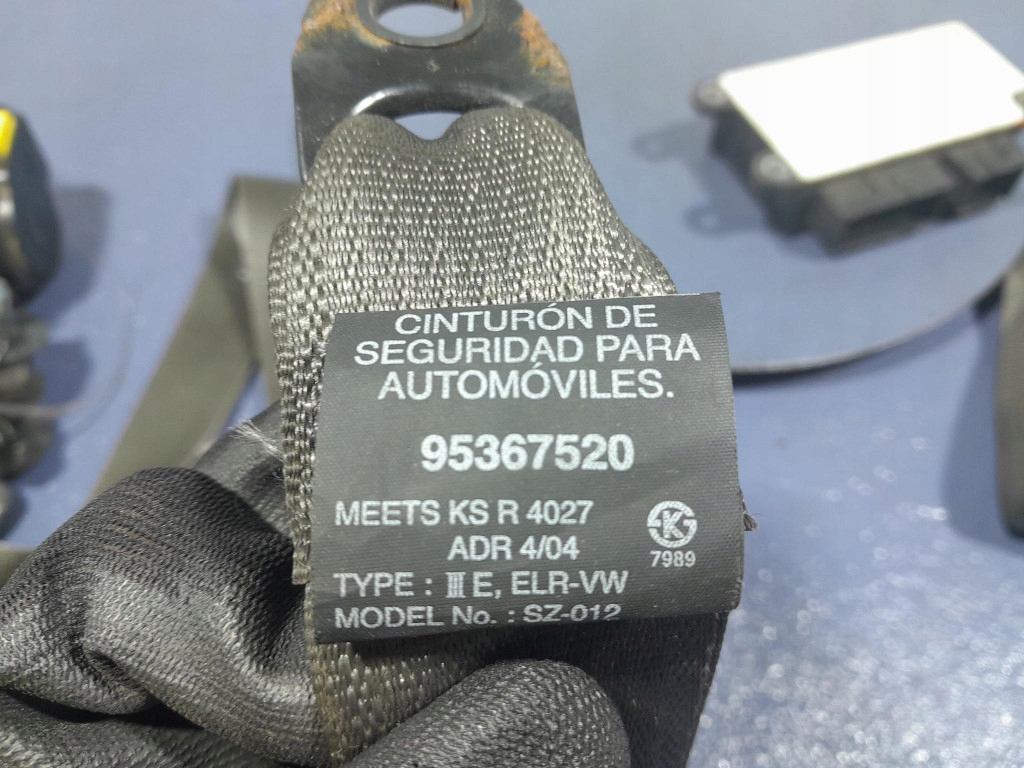 CINTURÓN DE
SEGURIDAD PARA
AUTOMÓVILES.
95367520
MEETS KS R 4027
ADR 4/04
K
7989
TYPE : Ⅲ E, ELR-VW
MODEL No. : SZ-012